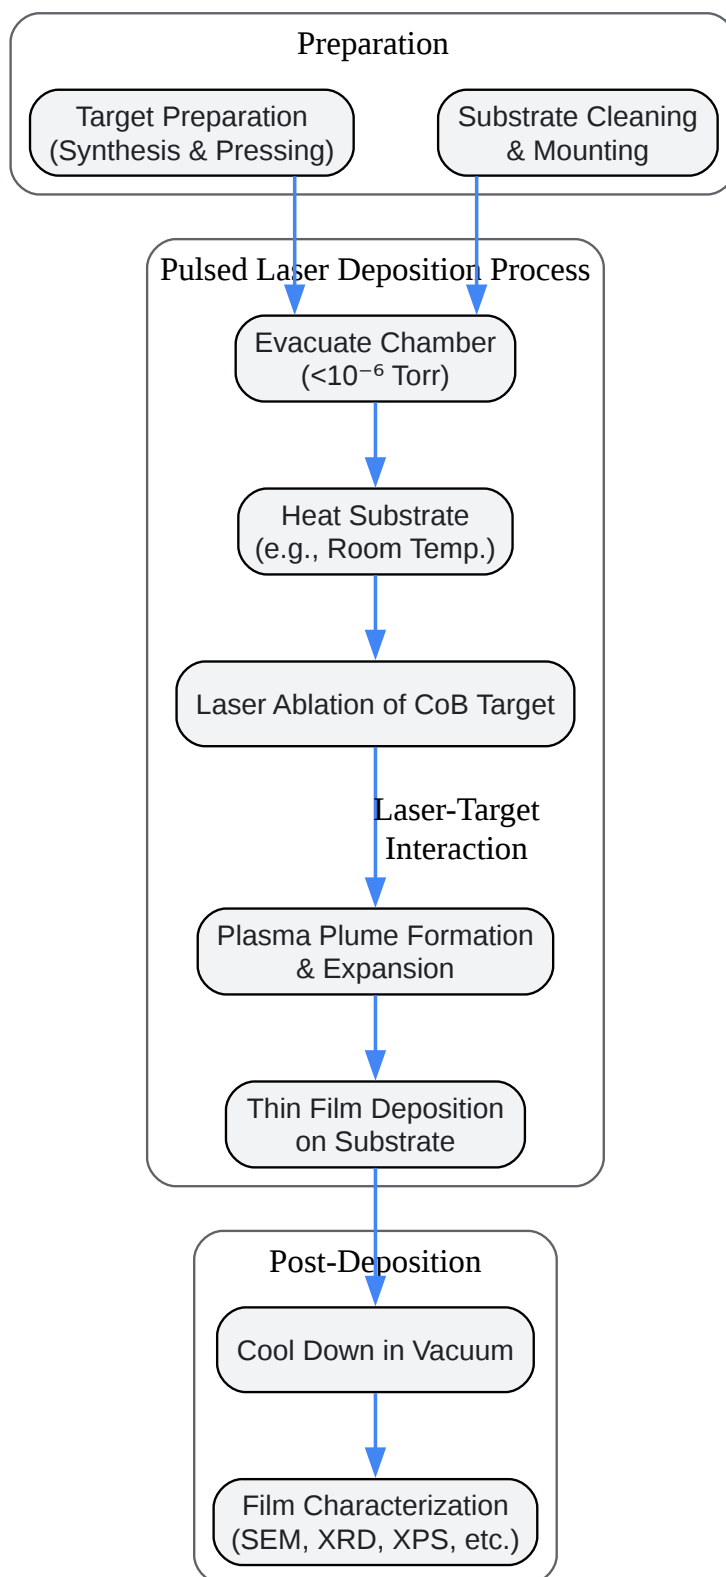 Preparation
Target Preparation
(Synthesis & Pressing)
Substrate Cleaning
& Mounting
Pulsed Laser Deposition Process
Evacuate Chamber
(<10⁻⁶ Torr)
Heat Substrate
(e.g., Room Temp.)
Laser Ablation of CoB Target
Laser-Target
Interaction
Plasma Plume Formation
& Expansion
Thin Film Deposition
on Substrate
Post-Deposition
Cool Down in Vacuum
Film Characterization
(SEM, XRD, XPS, etc.)